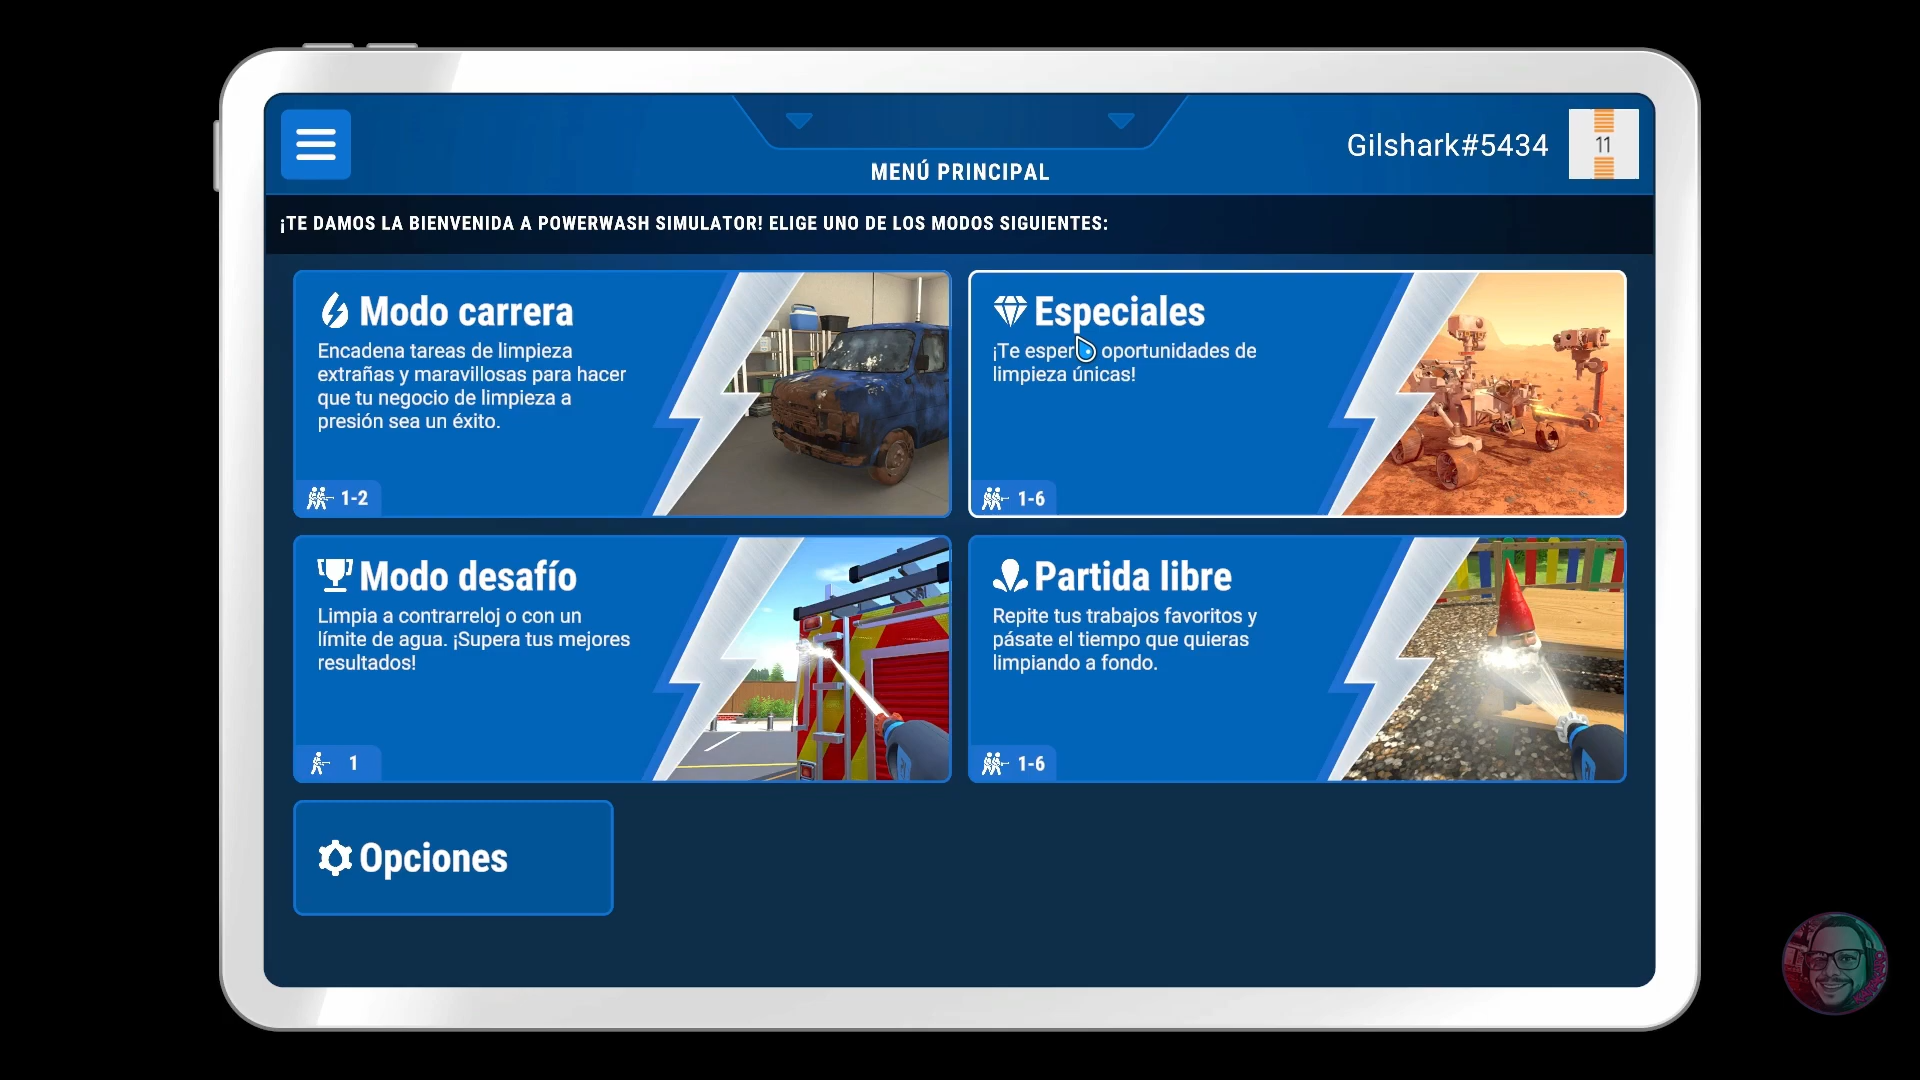 Gilshark#5434
11
MENÚ PRINCIPAL
¡TE DAMOS LA BIENVENIDA A POWERWASH SIMULATOR! ELIGE UNO DE LOS MODOS SIGUIENTES:
Modo carrera
Encadena tareas de limpieza
extrañas y maravillosas para hacer
que tu negocio de limpieza a
presión sea un éxito.
1-2
Especiales
¡Te oportunidades de
limpieza únicas!
1-6
Modo desafío
Limpia a contrarreloj o con un
límite de agua. ¡Supera tus mejores
resultados!
1
Partida libre
Repite tus trabajos favoritos y
pásate el tiempo que quieras
limpiando a fondo.
1-6
Opciones